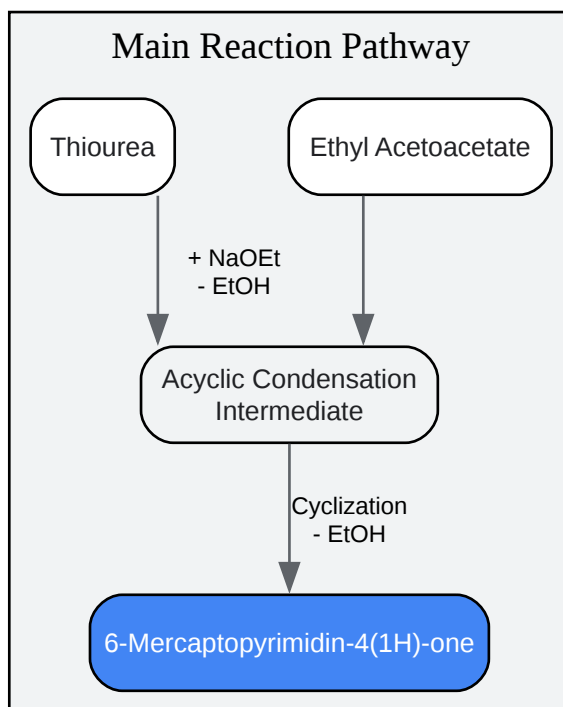 Main Reaction Pathway
Thiourea
Ethyl Acetoacetate
+ NaOEt
- EtOH
Acyclic Condensation
Intermediate
Cyclization
- EtOH
6-Mercaptopyrimidin-4(1H)-one